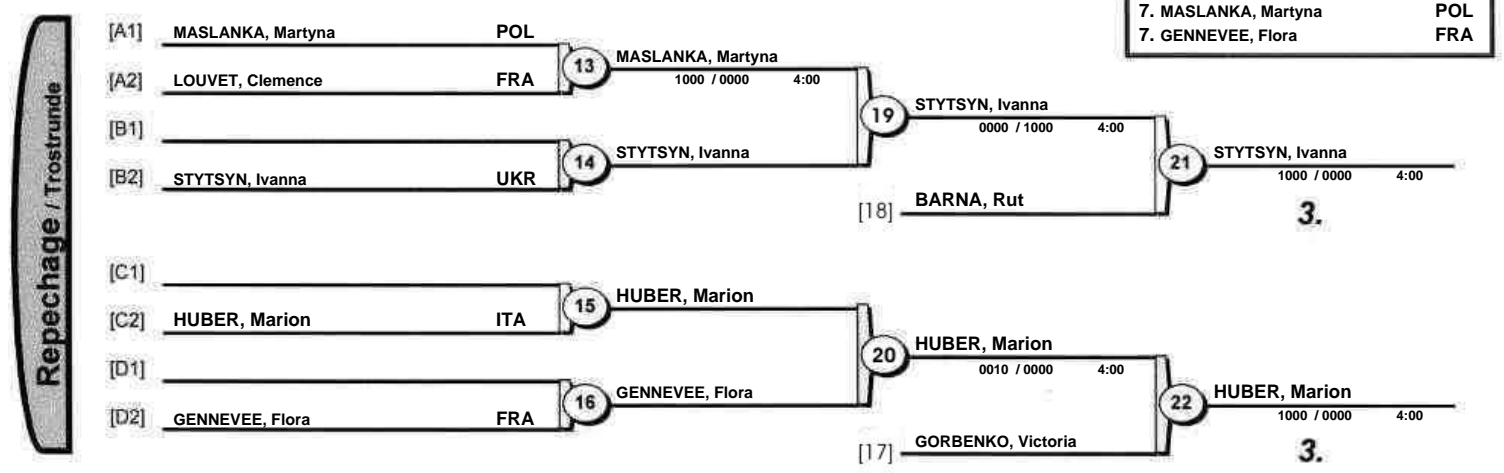 7. MASLANKA, Martyna POL
7. GENNEVEE, Flora FRA
Repechage / Trostrunde
[A1] MASLANKA, Martyna POL
[A2] LOUVET, Clemence FRA
13 MASLANKA, Martyna
1000 / 0000 4:00
[B1]
[B2] STYTSYN, Ivanna UKR
14 STYTSYN, Ivanna
19 STYTSYN, Ivanna
0000 / 1000 4:00
[18] BARNA, Rut
21 STYTSYN, Ivanna
1000 / 0000 4:00
3.
[C1]
[C2] HUBER, Marion ITA
15 HUBER, Marion
[D1]
[D2] GENNEVEE, Flora FRA
16 GENNEVEE, Flora
20 HUBER, Marion
0010 / 0000 4:00
[17] GORBENKO, Victoria
22 HUBER, Marion
1000 / 0000 4:00
3.